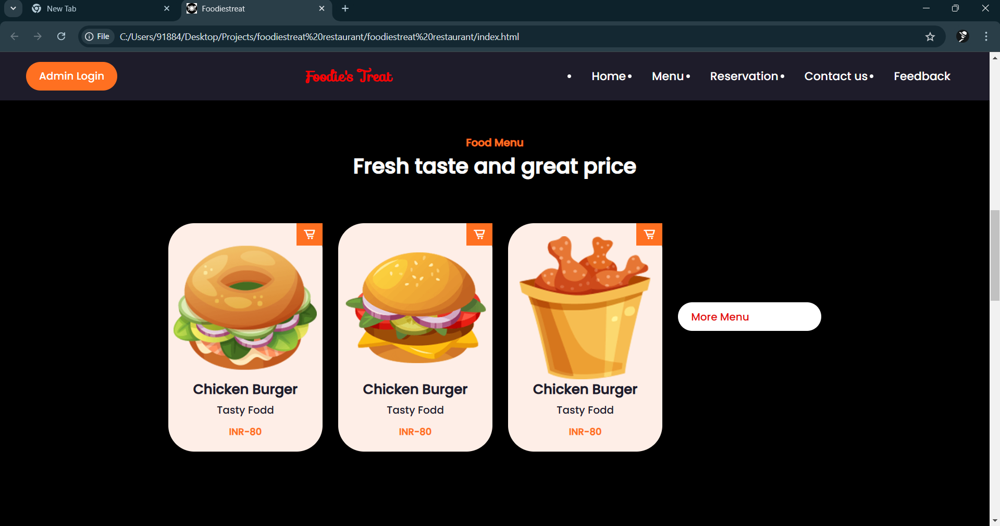 New Tab
Foodiestreat
File C:/Users/91884/Desktop/Projects/foodiestreat%20restaurant/foodiestreat%20restaurant/index.html
Admin Login
Foodie's Treat
• Home • Menu • Reservation • Contact us • Feedback
Food Menu
Fresh taste and great price
Chicken Burger
Tasty Fodd
INR-80
Chicken Burger
Tasty Fodd
INR-80
Chicken Burger
Tasty Fodd
INR-80
More Menu